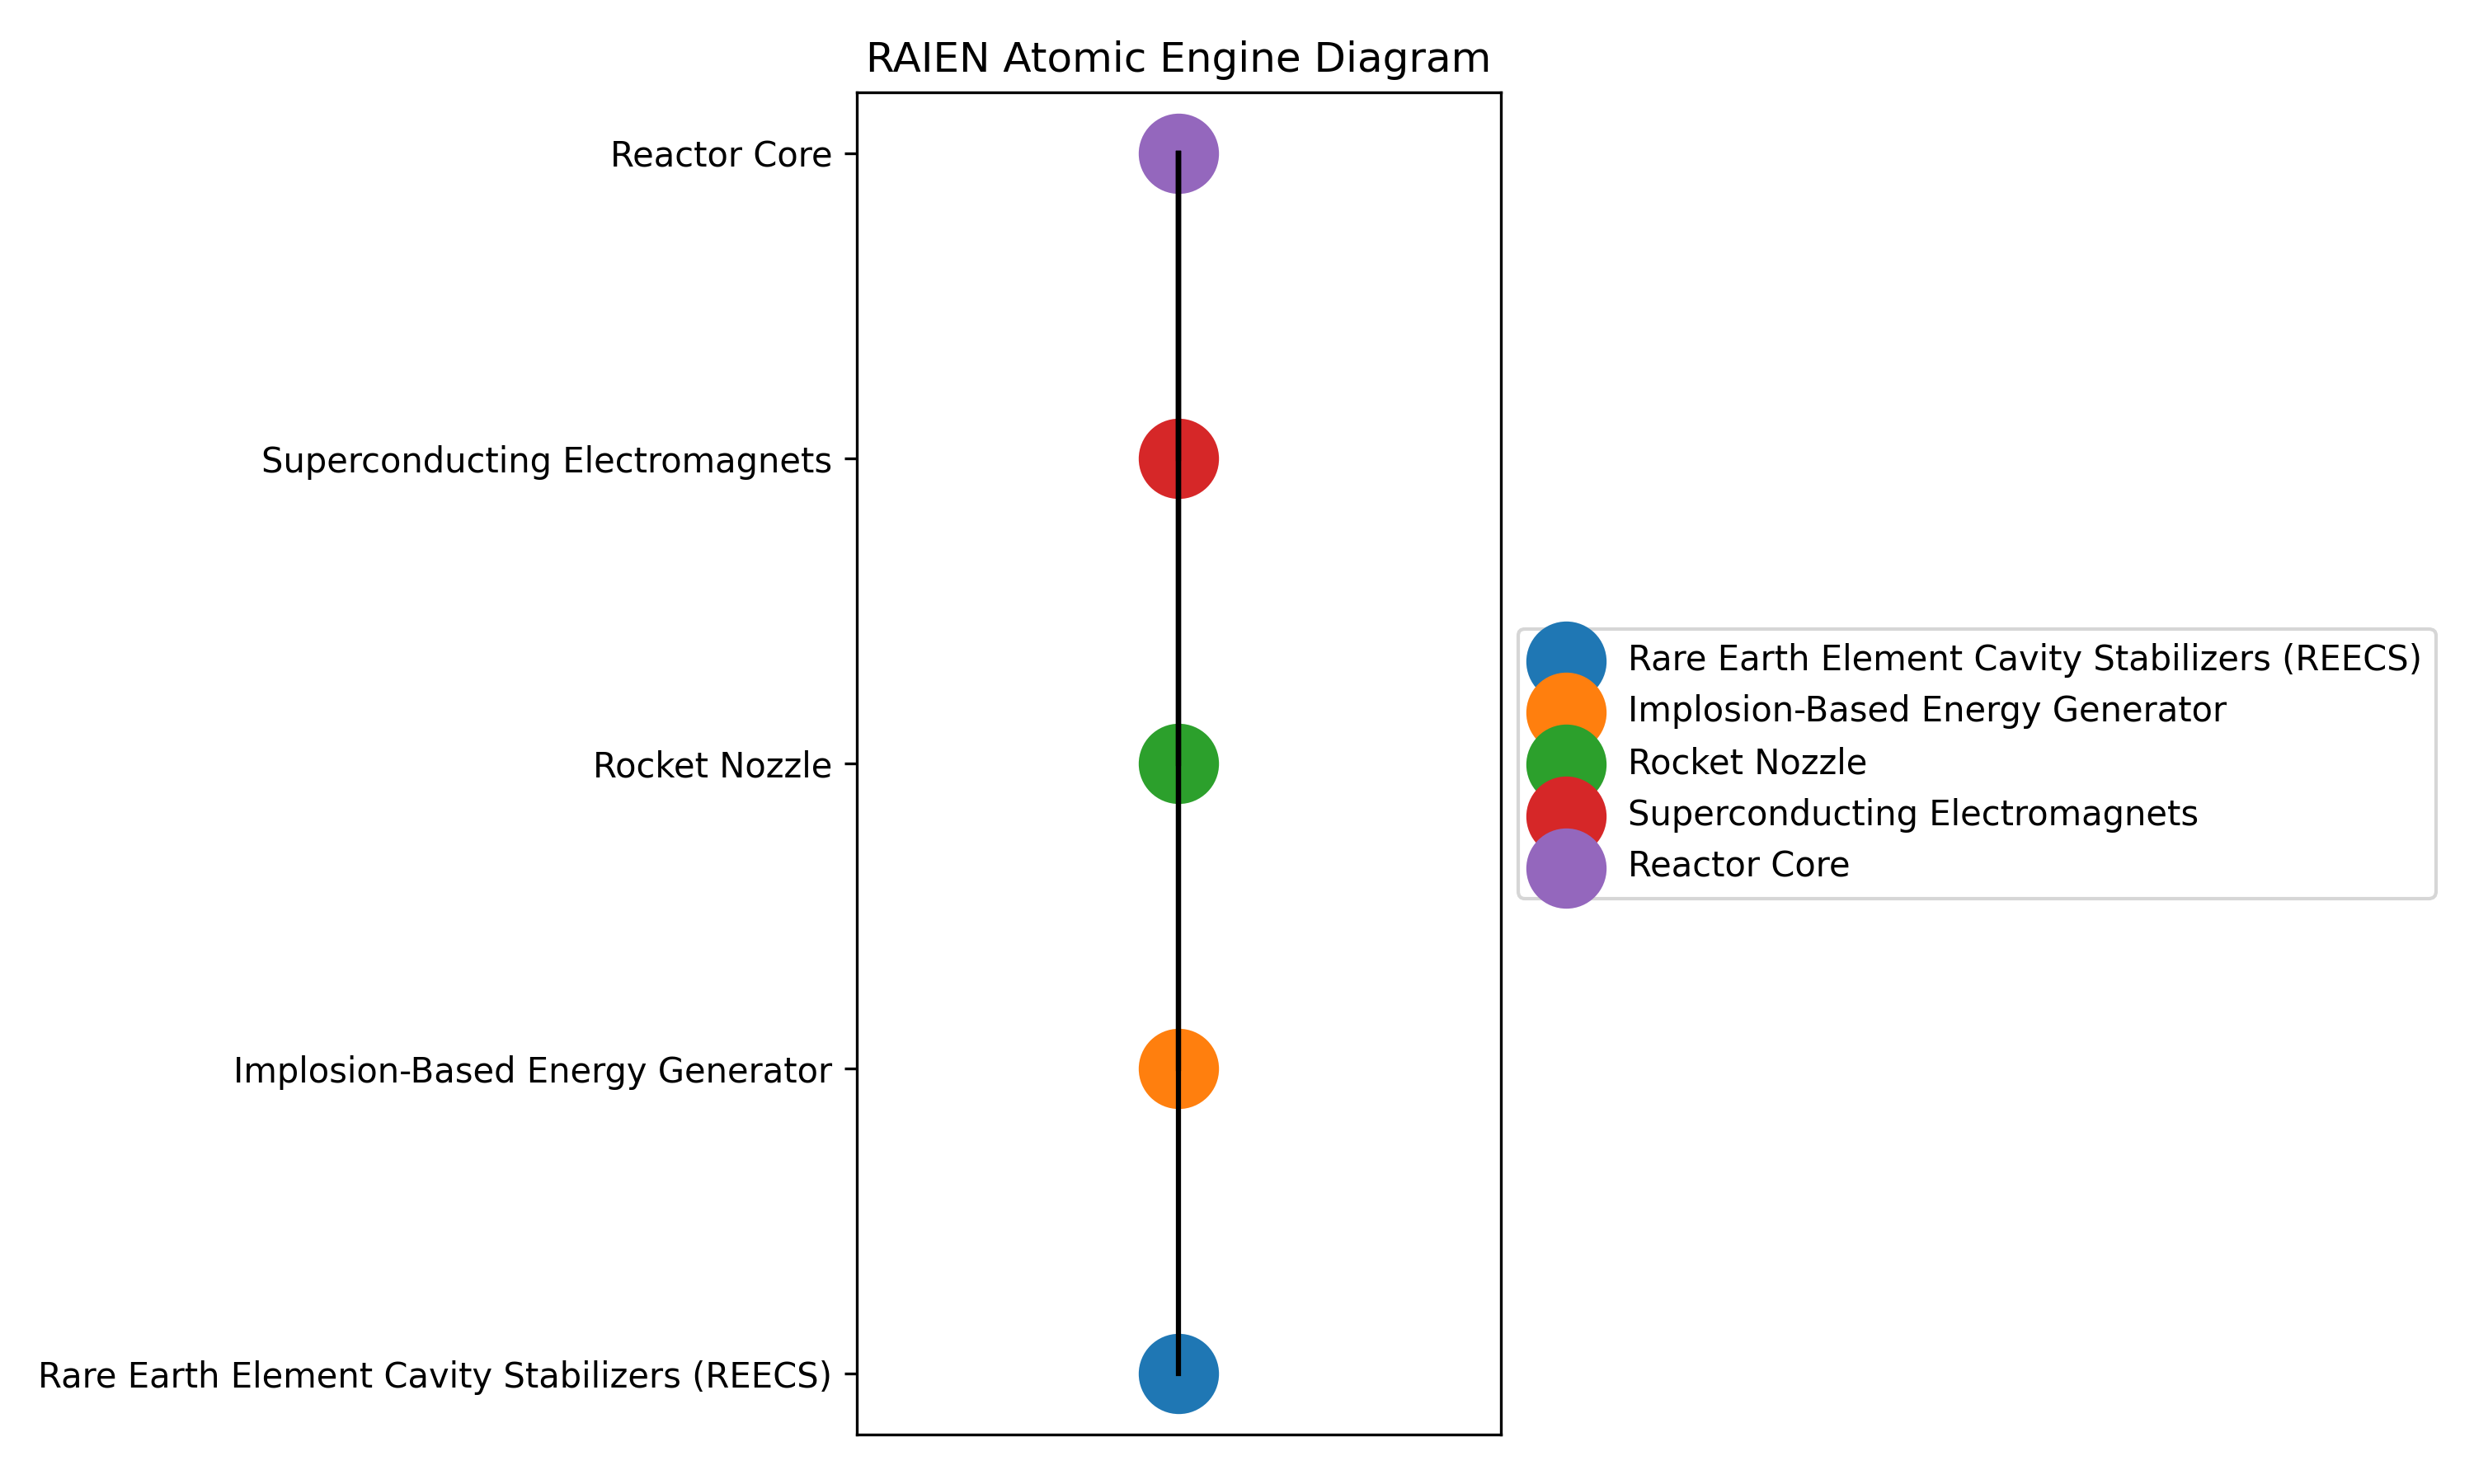 RAIEN Atomic Engine Diagram
Reactor Core
Superconducting Electromagnets
Rocket Nozzle
Implosion-Based Energy Generator
Rare Earth Element Cavity Stabilizers (REECS)
Rare Earth Element Cavity Stabilizers (REECS)
Implosion-Based Energy Generator
Rocket Nozzle
Superconducting Electromagnets
Reactor Core